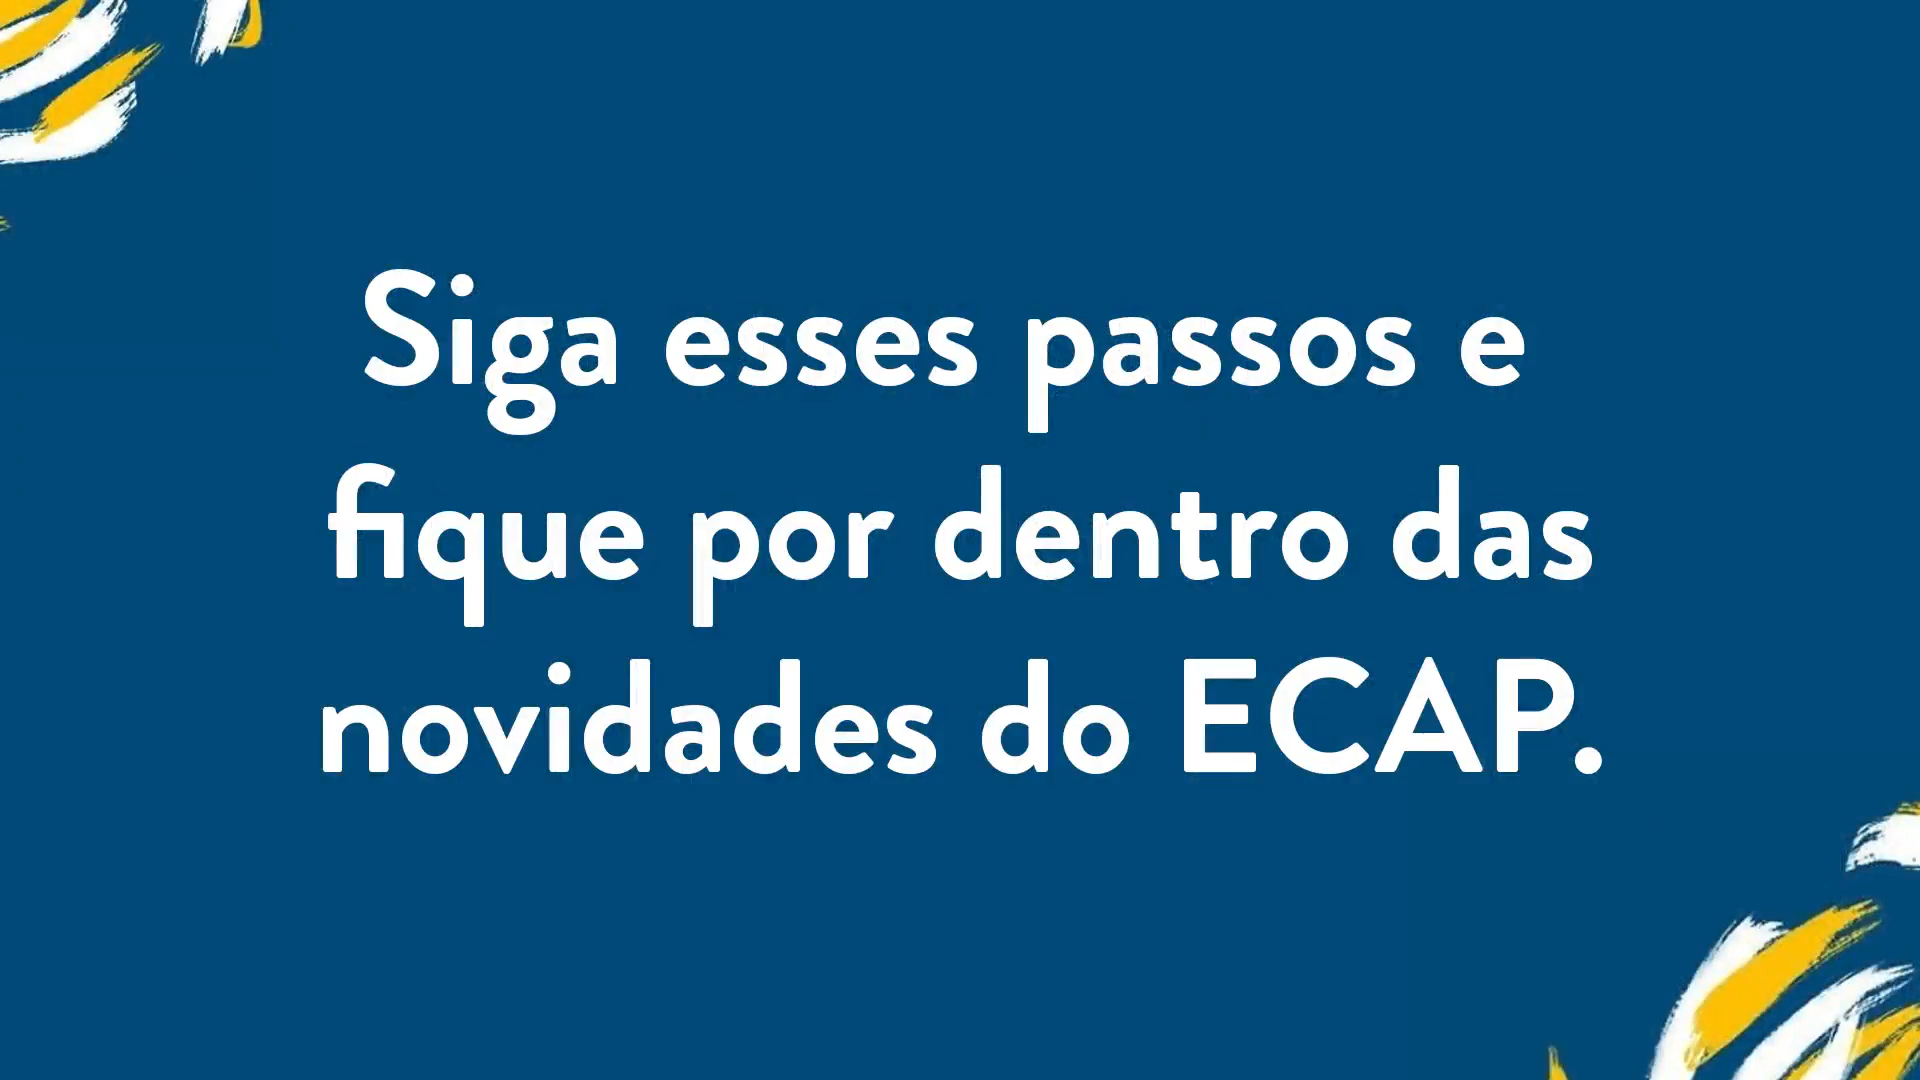 Siga esses passos e
fique por dentro das
novidades do ECAP.